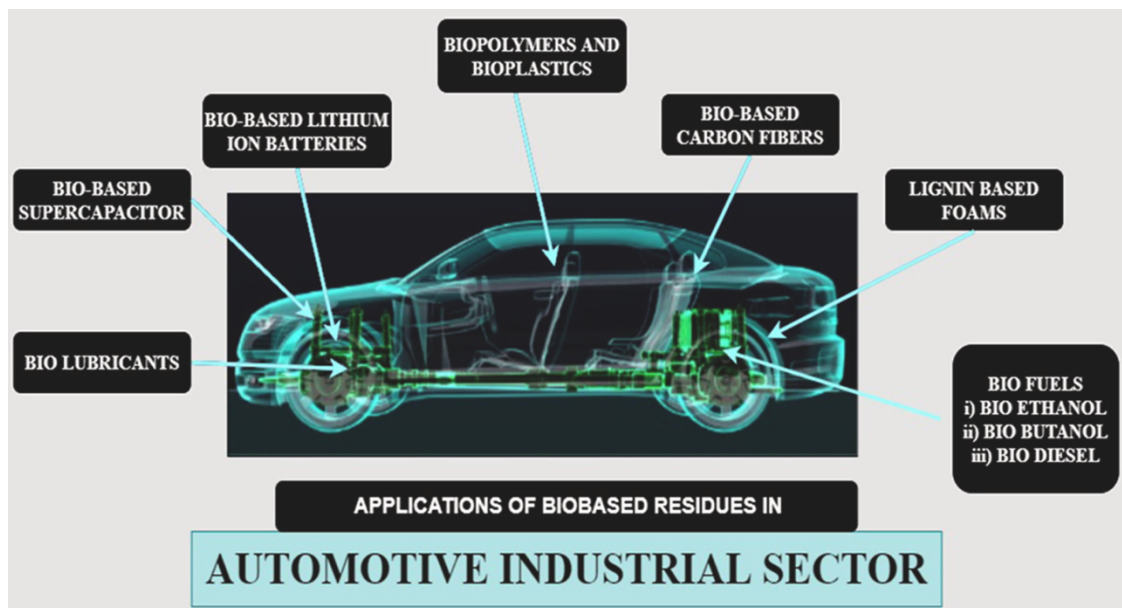 BIOPOLYMERS AND
BIOPLASTICS
BIO-BASED LITHIUM
ION BATTERIES
BIO-BASED
CARBON FIBERS
BIO-BASED
SUPERCAPACITOR
LIGNIN BASED
FOAMS
BIO LUBRICANTS
BIO FUELS
i) BIO ETHANOL
ii) BIO BUTANOL
iii) BIO DIESEL
APPLICATIONS OF BIOBASED RESIDUES IN
AUTOMOTIVE INDUSTRIAL SECTOR